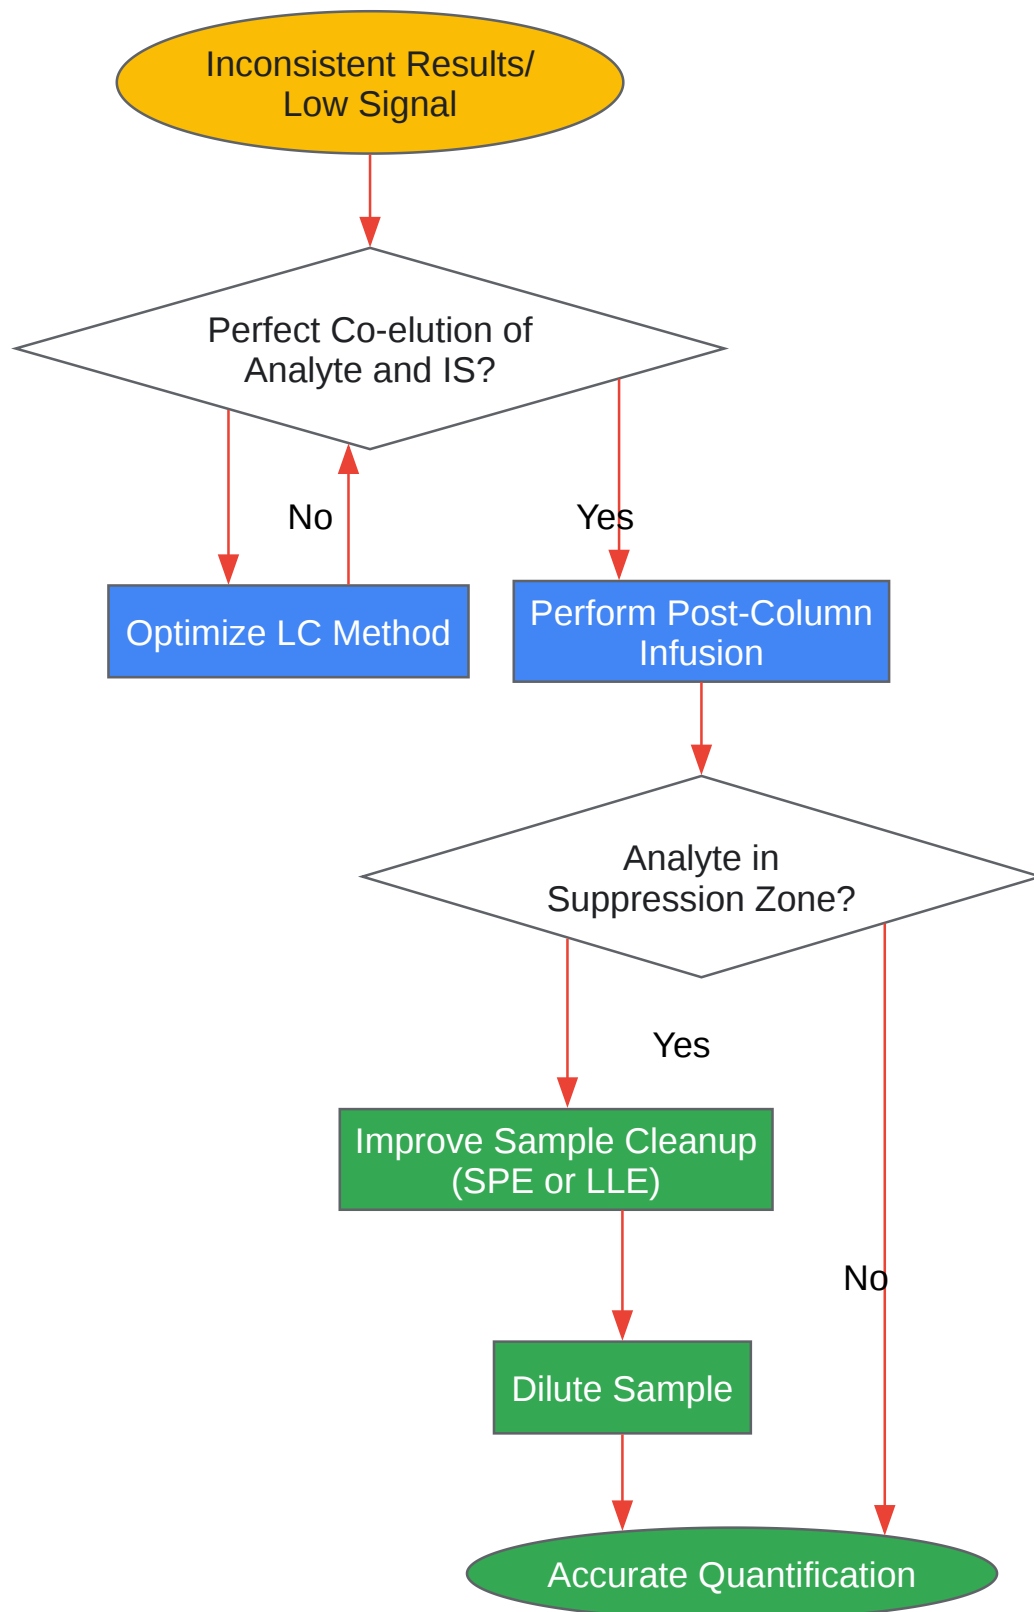 Inconsistent Results/
Low Signal
Perfect Co-elution of
Analyte and IS?
No
Yes
Optimize LC Method
Perform Post-Column
Infusion
Analyte in
Suppression Zone?
Yes
Improve Sample Cleanup
(SPE or LLE)
No
Dilute Sample
Accurate Quantification